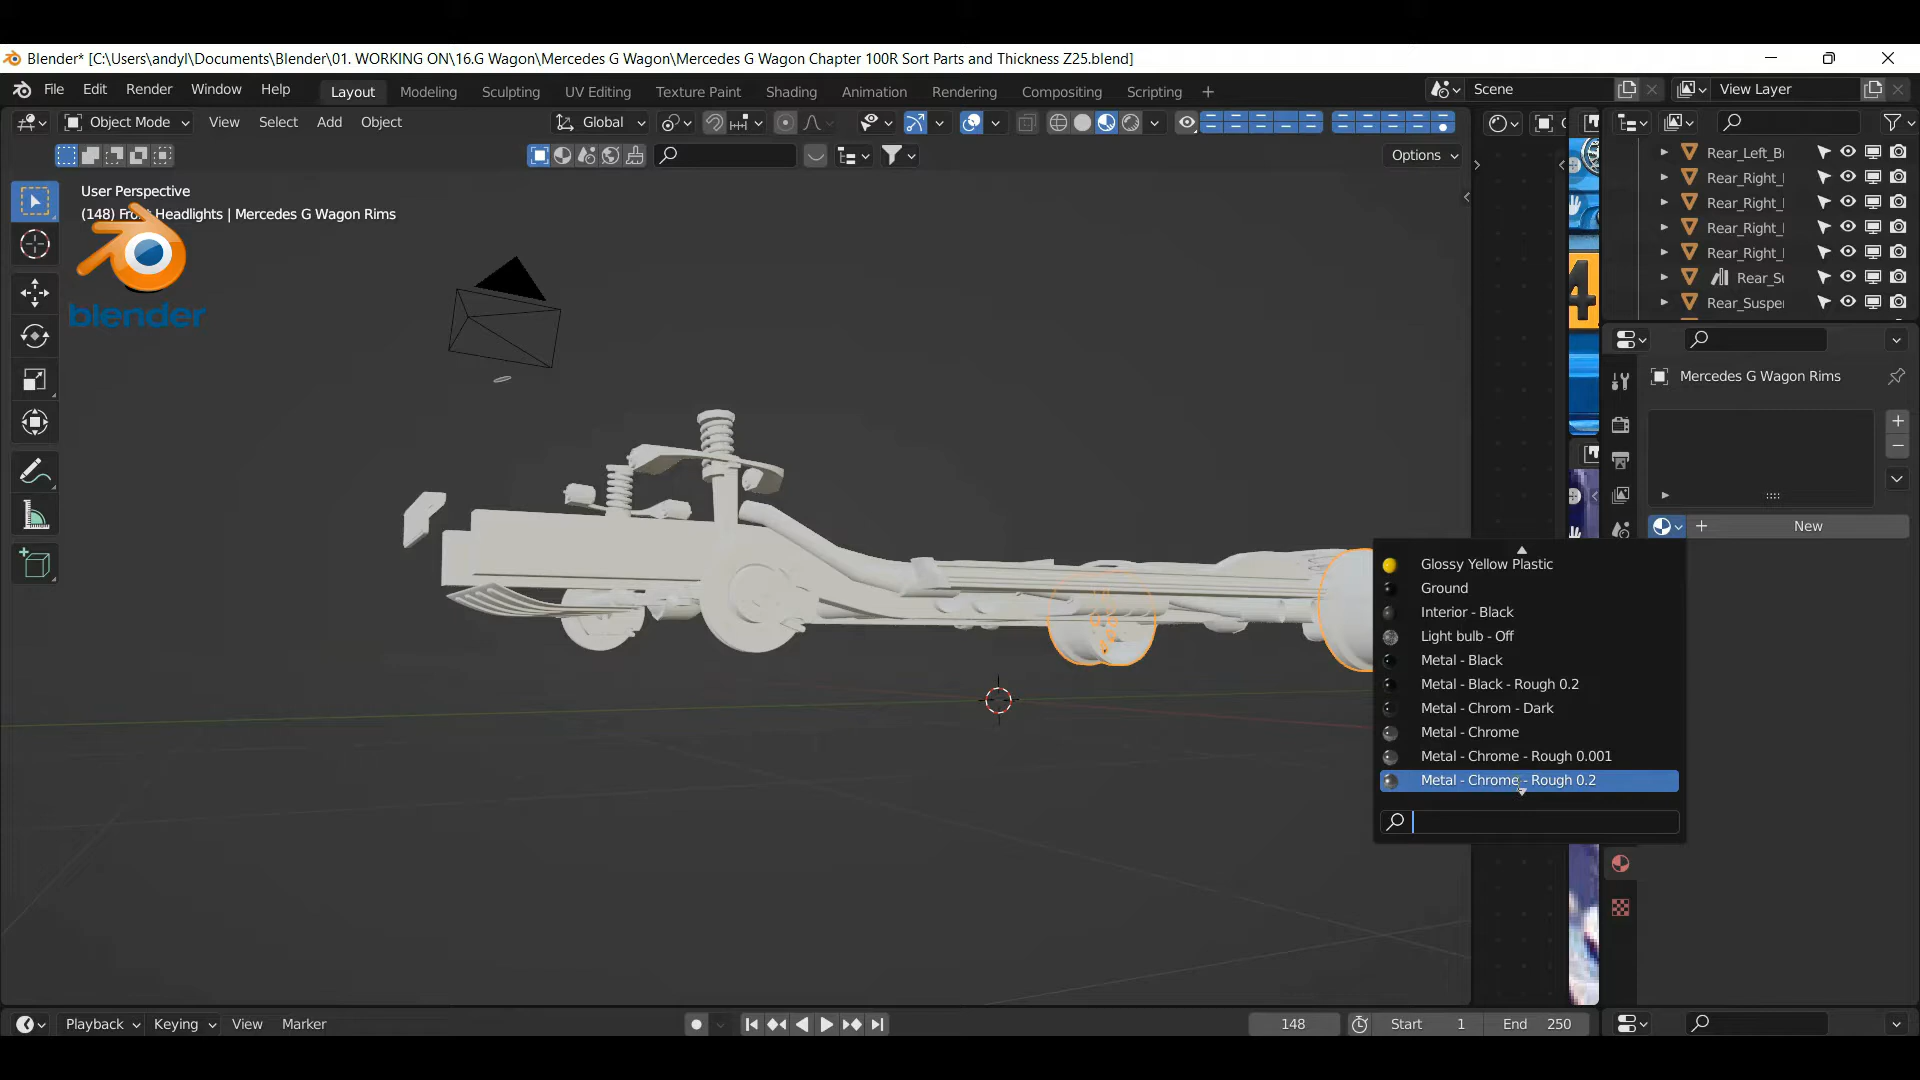 Blender* [C:\Users\andyl\Documents\Blender\01. WORKING ON\16.G Wagon\Mercedes G Wagon\Mercedes G Wagon Chapter 100R Sort Parts and Thickness Z25.blend]
File Edit Render Window Help Layout Modeling Sculpting UV Editing Texture Paint Shading Animation Rendering Compositing Scripting + Scene View Layer
Object Mode View Select Add Object Global
Options
User Perspective
(148) Headlights | Mercedes G Wagon Rims
blender
Rear_Left_B
Rear_Right_
Rear_Right_
Rear_Right_
Rear_Right_
Rear_Su
Rear_Susper
4
Mercedes G Wagon Rims
New
Glossy Yellow Plastic
Ground
Interior - Black
Light bulb - Off
Metal - Black
Metal - Black - Rough 0.2
Metal - Chrom - Dark
Metal - Chrome
Metal - Chrome - Rough 0.001
Metal - Chrome - Rough 0.2
Playback Keying View Marker 148 Start 1 End 250